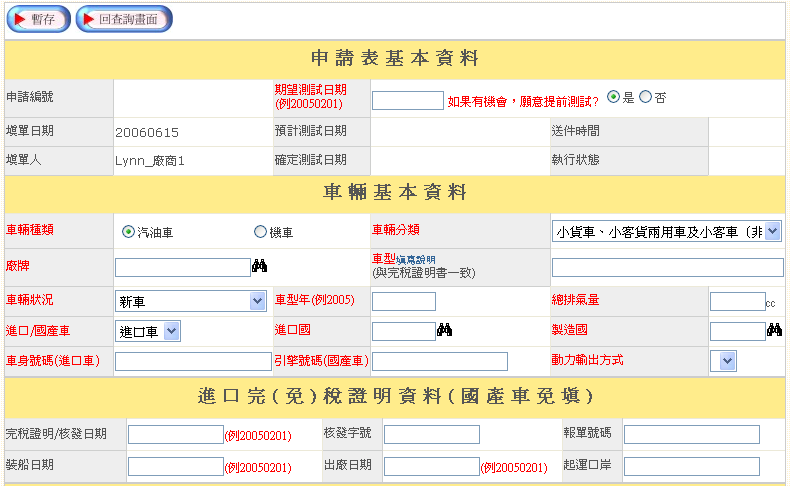 暫存 回查詢畫面
申請表基本資料
申請編號 期望測試日期 (例20050201) 如果有機會，願意提前測試? 是 否
填單日期 20060615 預計測試日期 送件時間
填單人 Lynn_廠商1 確定測試日期 執行狀態
車輛基本資料
車輛種類 汽油車 機車 車輛分類 小貨車、小客貨兩用車及小客車（非
廠牌 車型填寫說明 (與完稅證明書一致)
車輛狀況 新車 車型年(例2005) 總排氣量 cc
進口/國產車 進口車 進口國 製造國
車身號碼(進口車) 引擎號碼(國產車) 動力輸出方式
進口完(免)稅證明資料(國產車免填)
完稅證明/核發日期 (例20050201) 核發字號 報單號碼
裝船日期 (例20050201) 出廠日期 (例20050201) 起運口岸